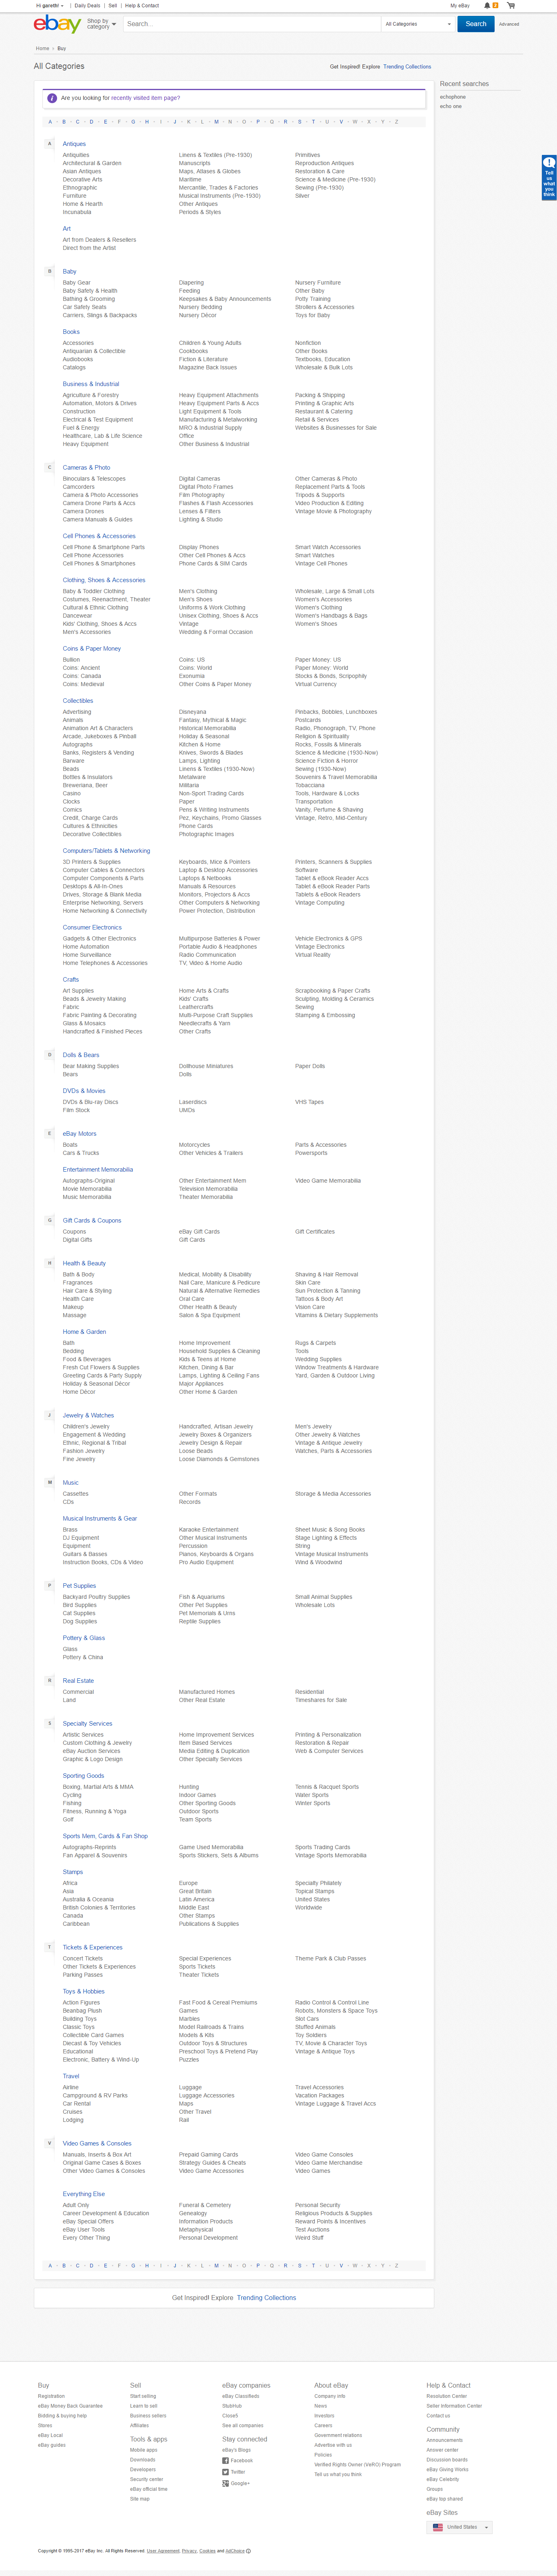 Hi gareth!
Daily Deals
Sell
Help & Contact
My eBay
2
ebay
Shop by category
Search...
All Categories
Search
Advanced
Home
Buy
All Categories
Get Inspired! Explore Trending Collections
Recent searches
echophone
echo one
Tell us what you think
Are you looking for recently visited item page?
A B C D E F G H I J K L M N O P Q R S T U V W X Y Z
A
Antiques
Antiquities
Architectural & Garden
Asian Antiques
Decorative Arts
Ethnographic
Furniture
Home & Hearth
Incunabula
Linens & Textiles (Pre-1930)
Manuscripts
Maps, Atlases & Globes
Maritime
Mercantile, Trades & Factories
Musical Instruments (Pre-1930)
Other Antiques
Periods & Styles
Primitives
Reproduction Antiques
Restoration & Care
Science & Medicine (Pre-1930)
Sewing (Pre-1930)
Silver
Art
Art from Dealers & Resellers
Direct from the Artist
B
Baby
Baby Gear
Baby Safety & Health
Bathing & Grooming
Car Safety Seats
Carriers, Slings & Backpacks
Diapering
Feeding
Keepsakes & Baby Announcements
Nursery Bedding
Nursery Décor
Nursery Furniture
Other Baby
Potty Training
Strollers & Accessories
Toys for Baby
Books
Accessories
Antiquarian & Collectible
Audiobooks
Catalogs
Children & Young Adults
Cookbooks
Fiction & Literature
Magazine Back Issues
Nonfiction
Other Books
Textbooks, Education
Wholesale & Bulk Lots
Business & Industrial
Agriculture & Forestry
Automation, Motors & Drives
Construction
Electrical & Test Equipment
Fuel & Energy
Healthcare, Lab & Life Science
Heavy Equipment
Heavy Equipment Attachments
Heavy Equipment Parts & Accs
Light Equipment & Tools
Manufacturing & Metalworking
MRO & Industrial Supply
Office
Other Business & Industrial
Packing & Shipping
Printing & Graphic Arts
Restaurant & Catering
Retail & Services
Websites & Businesses for Sale
C
Cameras & Photo
Binoculars & Telescopes
Camcorders
Camera & Photo Accessories
Camera Drone Parts & Accs
Camera Drones
Camera Manuals & Guides
Digital Cameras
Digital Photo Frames
Film Photography
Flashes & Flash Accessories
Lenses & Filters
Lighting & Studio
Other Cameras & Photo
Replacement Parts & Tools
Tripods & Supports
Video Production & Editing
Vintage Movie & Photography
Cell Phones & Accessories
Cell Phone & Smartphone Parts
Cell Phone Accessories
Cell Phones & Smartphones
Display Phones
Other Cell Phones & Accs
Phone Cards & SIM Cards
Smart Watch Accessories
Smart Watches
Vintage Cell Phones
Clothing, Shoes & Accessories
Baby & Toddler Clothing
Costumes, Reenactment, Theater
Cultural & Ethnic Clothing
Dancewear
Kids' Clothing, Shoes & Accs
Men's Accessories
Men's Clothing
Men's Shoes
Uniforms & Work Clothing
Unisex Clothing, Shoes & Accs
Vintage
Wedding & Formal Occasion
Wholesale, Large & Small Lots
Women's Accessories
Women's Clothing
Women's Handbags & Bags
Women's Shoes
Coins & Paper Money
Bullion
Coins: Ancient
Coins: Canada
Coins: Medieval
Coins: US
Coins: World
Exonumia
Other Coins & Paper Money
Paper Money: US
Paper Money: World
Stocks & Bonds, Scripophily
Virtual Currency
Collectibles
Advertising
Animals
Animation Art & Characters
Arcade, Jukeboxes & Pinball
Autographs
Banks, Registers & Vending
Barware
Beads
Bottles & Insulators
Breweriana, Beer
Casino
Clocks
Comics
Credit, Charge Cards
Cultures & Ethnicities
Decorative Collectibles
Disneyana
Fantasy, Mythical & Magic
Historical Memorabilia
Holiday & Seasonal
Kitchen & Home
Knives, Swords & Blades
Lamps, Lighting
Linens & Textiles (1930-Now)
Metalware
Militaria
Non-Sport Trading Cards
Paper
Pens & Writing Instruments
Pez, Keychains, Promo Glasses
Phone Cards
Photographic Images
Pinbacks, Bobbles, Lunchboxes
Postcards
Radio, Phonograph, TV, Phone
Religion & Spirituality
Rocks, Fossils & Minerals
Science & Medicine (1930-Now)
Science Fiction & Horror
Sewing (1930-Now)
Souvenirs & Travel Memorabilia
Tobacciana
Tools, Hardware & Locks
Transportation
Vanity, Perfume & Shaving
Vintage, Retro, Mid-Century
Computers/Tablets & Networking
3D Printers & Supplies
Computer Cables & Connectors
Computer Components & Parts
Desktops & All-In-Ones
Drives, Storage & Blank Media
Enterprise Networking, Servers
Home Networking & Connectivity
Keyboards, Mice & Pointers
Laptop & Desktop Accessories
Laptops & Netbooks
Manuals & Resources
Monitors, Projectors & Accs
Other Computers & Networking
Power Protection, Distribution
Printers, Scanners & Supplies
Software
Tablet & eBook Reader Accs
Tablet & eBook Reader Parts
Tablets & eBook Readers
Vintage Computing
Consumer Electronics
Gadgets & Other Electronics
Home Automation
Home Surveillance
Home Telephones & Accessories
Multipurpose Batteries & Power
Portable Audio & Headphones
Radio Communication
TV, Video & Home Audio
Vehicle Electronics & GPS
Vintage Electronics
Virtual Reality
Crafts
Art Supplies
Beads & Jewelry Making
Fabric
Fabric Painting & Decorating
Glass & Mosaics
Handcrafted & Finished Pieces
Home Arts & Crafts
Kids' Crafts
Leathercrafts
Multi-Purpose Craft Supplies
Needlecrafts & Yarn
Other Crafts
Scrapbooking & Paper Crafts
Sculpting, Molding & Ceramics
Sewing
Stamping & Embossing
D
Dolls & Bears
Bear Making Supplies
Bears
Dollhouse Miniatures
Dolls
Paper Dolls
DVDs & Movies
DVDs & Blu-ray Discs
Film Stock
Laserdiscs
UMDs
VHS Tapes
E
eBay Motors
Boats
Cars & Trucks
Motorcycles
Other Vehicles & Trailers
Parts & Accessories
Powersports
Entertainment Memorabilia
Autographs-Original
Movie Memorabilia
Music Memorabilia
Other Entertainment Mem
Television Memorabilia
Theater Memorabilia
Video Game Memorabilia
G
Gift Cards & Coupons
Coupons
Digital Gifts
eBay Gift Cards
Gift Cards
Gift Certificates
H
Health & Beauty
Bath & Body
Fragrances
Hair Care & Styling
Health Care
Makeup
Massage
Medical, Mobility & Disability
Nail Care, Manicure & Pedicure
Natural & Alternative Remedies
Oral Care
Other Health & Beauty
Salon & Spa Equipment
Shaving & Hair Removal
Skin Care
Sun Protection & Tanning
Tattoos & Body Art
Vision Care
Vitamins & Dietary Supplements
Home & Garden
Bath
Bedding
Food & Beverages
Fresh Cut Flowers & Supplies
Greeting Cards & Party Supply
Holiday & Seasonal Décor
Home Décor
Home Improvement
Household Supplies & Cleaning
Kids & Teens at Home
Kitchen, Dining & Bar
Lamps, Lighting & Ceiling Fans
Major Appliances
Other Home & Garden
Rugs & Carpets
Tools
Wedding Supplies
Window Treatments & Hardware
Yard, Garden & Outdoor Living
J
Jewelry & Watches
Children's Jewelry
Engagement & Wedding
Ethnic, Regional & Tribal
Fashion Jewelry
Fine Jewelry
Handcrafted, Artisan Jewelry
Jewelry Boxes & Organizers
Jewelry Design & Repair
Loose Beads
Loose Diamonds & Gemstones
Men's Jewelry
Other Jewelry & Watches
Vintage & Antique Jewelry
Watches, Parts & Accessories
M
Music
Cassettes
CDs
Other Formats
Records
Storage & Media Accessories
Musical Instruments & Gear
Brass
DJ Equipment
Equipment
Guitars & Basses
Instruction Books, CDs & Video
Karaoke Entertainment
Other Musical Instruments
Percussion
Pianos, Keyboards & Organs
Pro Audio Equipment
Sheet Music & Song Books
Stage Lighting & Effects
String
Vintage Musical Instruments
Wind & Woodwind
P
Pet Supplies
Backyard Poultry Supplies
Bird Supplies
Cat Supplies
Dog Supplies
Fish & Aquariums
Other Pet Supplies
Pet Memorials & Urns
Reptile Supplies
Small Animal Supplies
Wholesale Lots
Pottery & Glass
Glass
Pottery & China
R
Real Estate
Commercial
Land
Manufactured Homes
Other Real Estate
Residential
Timeshares for Sale
S
Specialty Services
Artistic Services
Custom Clothing & Jewelry
eBay Auction Services
Graphic & Logo Design
Home Improvement Services
Item Based Services
Media Editing & Duplication
Other Specialty Services
Printing & Personalization
Restoration & Repair
Web & Computer Services
Sporting Goods
Boxing, Martial Arts & MMA
Cycling
Fishing
Fitness, Running & Yoga
Golf
Hunting
Indoor Games
Other Sporting Goods
Outdoor Sports
Team Sports
Tennis & Racquet Sports
Water Sports
Winter Sports
Sports Mem, Cards & Fan Shop
Autographs-Reprints
Fan Apparel & Souvenirs
Game Used Memorabilia
Sports Stickers, Sets & Albums
Sports Trading Cards
Vintage Sports Memorabilia
Stamps
Africa
Asia
Australia & Oceania
British Colonies & Territories
Canada
Caribbean
Europe
Great Britain
Latin America
Middle East
Other Stamps
Publications & Supplies
Specialty Philately
Topical Stamps
United States
Worldwide
T
Tickets & Experiences
Concert Tickets
Other Tickets & Experiences
Parking Passes
Special Experiences
Sports Tickets
Theater Tickets
Theme Park & Club Passes
Toys & Hobbies
Action Figures
Beanbag Plush
Building Toys
Classic Toys
Collectible Card Games
Diecast & Toy Vehicles
Educational
Electronic, Battery & Wind-Up
Fast Food & Cereal Premiums
Games
Marbles
Model Railroads & Trains
Models & Kits
Outdoor Toys & Structures
Preschool Toys & Pretend Play
Puzzles
Radio Control & Control Line
Robots, Monsters & Space Toys
Slot Cars
Stuffed Animals
Toy Soldiers
TV, Movie & Character Toys
Vintage & Antique Toys
Travel
Airline
Campground & RV Parks
Car Rental
Cruises
Lodging
Luggage
Luggage Accessories
Maps
Other Travel
Rail
Travel Accessories
Vacation Packages
Vintage Luggage & Travel Accs
V
Video Games & Consoles
Manuals, Inserts & Box Art
Original Game Cases & Boxes
Other Video Games & Consoles
Prepaid Gaming Cards
Strategy Guides & Cheats
Video Game Accessories
Video Game Consoles
Video Game Merchandise
Video Games
Everything Else
Adult Only
Career Development & Education
eBay Special Offers
eBay User Tools
Every Other Thing
Funeral & Cemetery
Genealogy
Information Products
Metaphysical
Personal Development
Personal Security
Religious Products & Supplies
Reward Points & Incentives
Test Auctions
Weird Stuff
A B C D E F G H I J K L M N O P Q R S T U V W X Y Z
Get Inspired! Explore Trending Collections
Buy
Registration
eBay Money Back Guarantee
Bidding & buying help
Stores
eBay Local
eBay guides
Sell
Start selling
Learn to sell
Business sellers
Affiliates
Tools & apps
Mobile apps
Downloads
Developers
Security center
eBay official time
Site map
eBay companies
eBay Classifieds
StubHub
Close5
See all companies
Stay connected
eBay's Blogs
Facebook
Twitter
Google+
About eBay
Company info
News
Investors
Careers
Government relations
Advertise with us
Policies
Verified Rights Owner (VeRO) Program
Tell us what you think
Help & Contact
Resolution Center
Seller Information Center
Contact us
Community
Announcements
Answer center
Discussion boards
eBay Giving Works
eBay Celebrity
Groups
eBay top shared
eBay Sites
United States
Copyright © 1995-2017 eBay Inc. All Rights Reserved. User Agreement, Privacy, Cookies and AdChoice